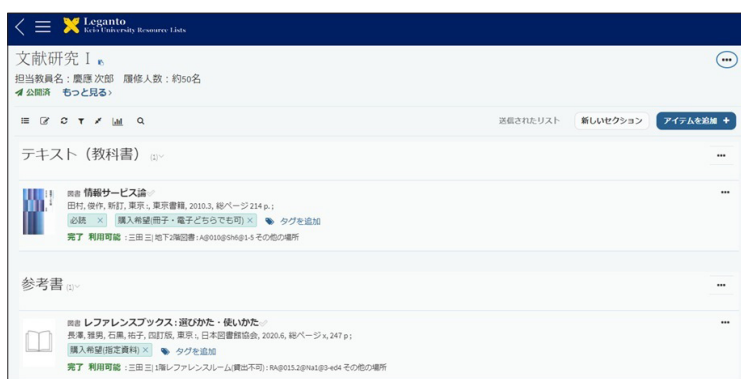 Leganto
Keio University Resource Lists
文献研究 I
担当教員名：慶應次郎 履修人数：約50名
公開済 もっと見る
送信されたリスト 新しいセクション アイテムを追加 +
テキスト（教科書） (1)
図書 情報サービス論
田村, 俊作, 新訂, 東京:, 東京書籍, 2010.3, 総ページ 214 p. ;
必読 × 購入希望(冊子・電子どちらでも可) × タグを追加
完了 利用可能 : 三田 三| 地下2階図書 : A@010@Sh6@1-5 その他の場所
参考書 (1)
図書 レファレンスブックス : 選びかた・使いかた
長澤, 雅男, 石黒, 祐子, 四訂版, 東京:, 日本図書館協会, 2020.6, 総ページ x, 247 p ;
購入希望(指定資料) × タグを追加
完了 利用可能 : 三田 三| 1階レファレンスルーム(貸出不可) : RA@015.2@Na1@3-ed4 その他の場所